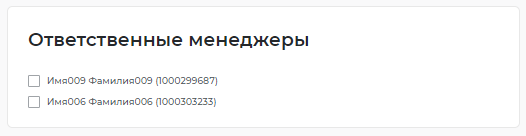 Ответственные менеджеры
Имя009 Фамилия009 (1000299687)
Имя006 Фамилия006 (1000303233)